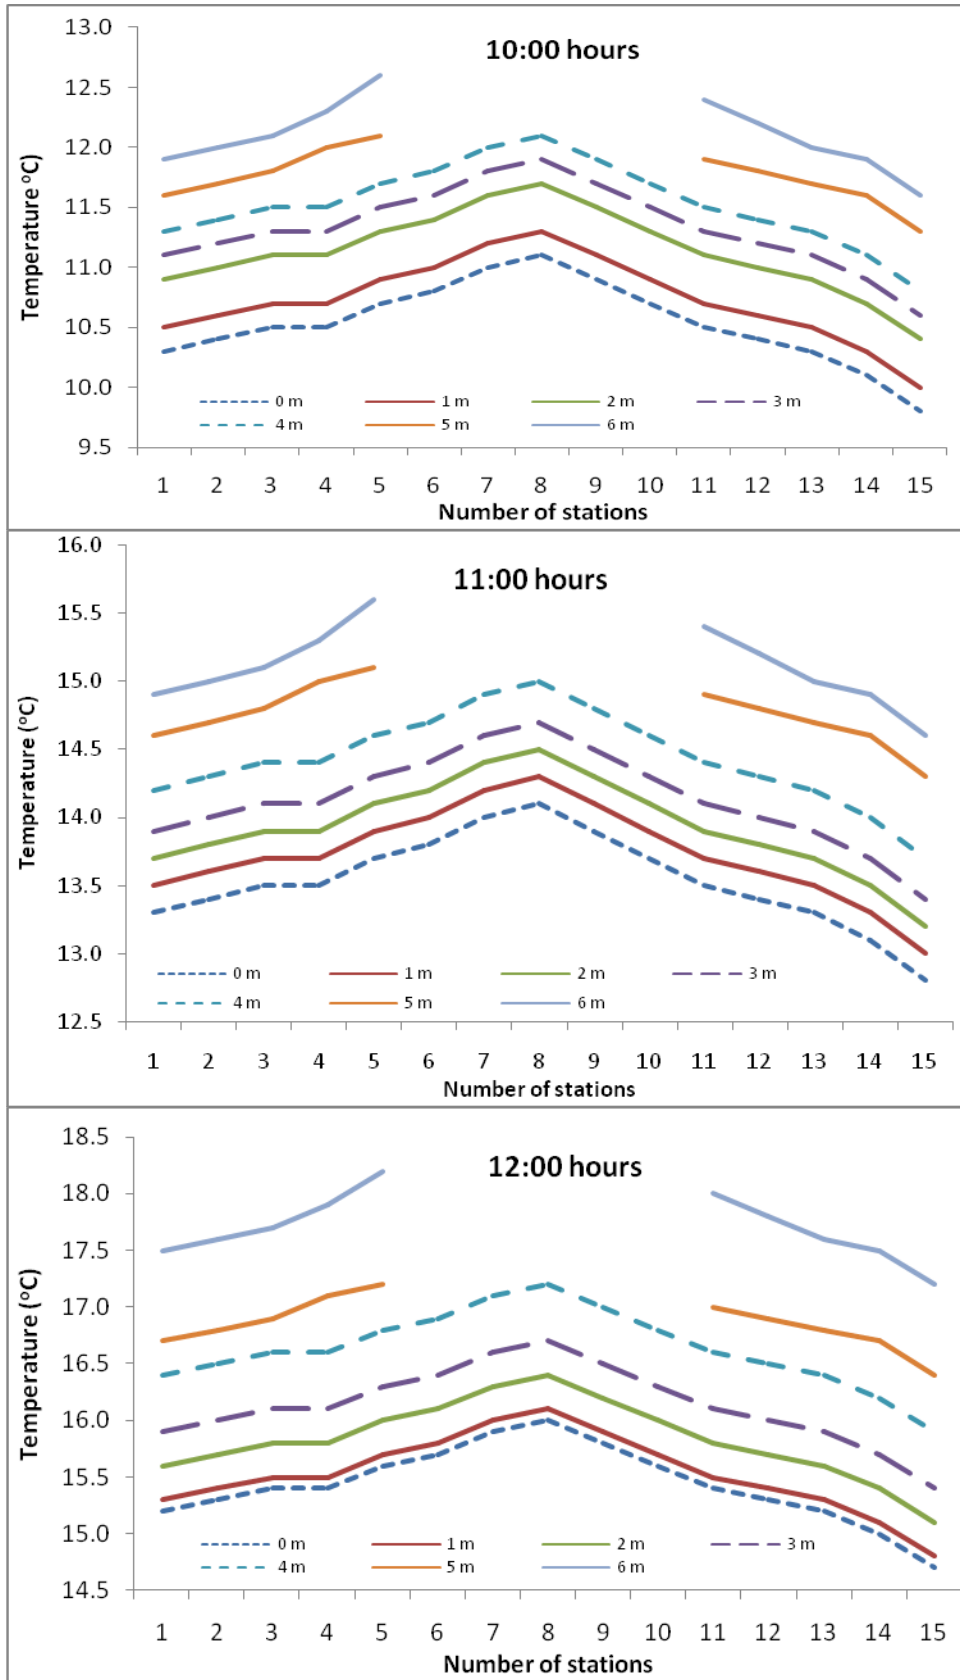 10:00 hours
Temperature ºC)
13.0
12.5
12.0
11.5
11.0
10.5
10.0
9.5
0 m 1 m 2 m 3 m
4 m 5 m 6 m
1 2 3 4 5 6 7 8 9 10 11 12 13 14 15
Number of stations
11:00 hours
Temperature (ºC)
16.0
15.5
15.0
14.5
14.0
13.5
13.0
12.5
0 m 1 m 2 m 3 m
4 m 5 m 6 m
1 2 3 4 5 6 7 8 9 10 11 12 13 14 15
Number of stations
12:00 hours
Temperature (ºC)
18.5
18.0
17.5
17.0
16.5
16.0
15.5
15.0
14.5
0 m 1 m 2 m 3 m
4 m 5 m 6 m
1 2 3 4 5 6 7 8 9 10 11 12 13 14 15
Number of stations